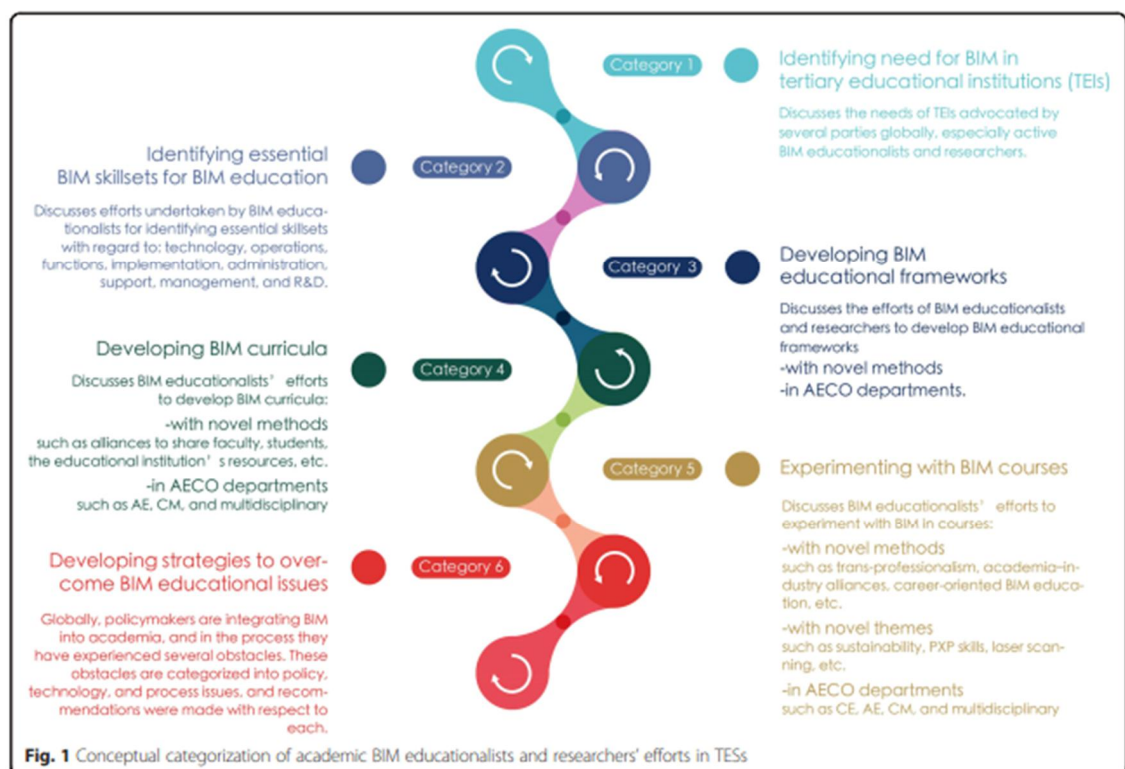 Category 1
Identifying need for BIM in
tertiary educational institutions (TEIs)
Discusses the needs of TEIs advocated by
several parties globally, especially active
BIM educationalists and researchers.
Identifying essential
BIM skillsets for BIM education
Category 2
Discusses efforts undertaken by BIM educa-
tionalists for identifying essential skillsets
with regard to: technology, operations,
functions, implementation, administration,
support, management, and R&D.
Category 3
Developing BIM
educational frameworks
Discusses the efforts of BIM educationalists
and researchers to develop BIM educational
frameworks
-with novel methods
-in AECO departments.
Developing BIM curricula
Category 4
Discusses BIM educationalists' efforts
to develop BIM curricula:
-with novel methods
such as alliances to share faculty, students,
the educational institution's resources, etc.
-in AECO departments
such as AE, CM, and multidisciplinary
Category 5
Experimenting with BIM courses
Discusses BIM educationalists' efforts to
experiment with BIM in courses:
-with novel methods
such as trans-professionalism, academia-in-
dustry alliances, career-oriented BIM educa-
tion, etc.
-with novel themes
such as sustainability, PXP skills, laser scan-
ning, etc.
-in AECO departments
such as CE, AE, CM, and multidisciplinary
Developing strategies to over-
come BIM educational issues
Category 6
Globally, policymakers are integrating BIM
into academia, and in the process they
have experienced several obstacles. These
obstacles are categorized into policy,
technology, and process issues, and recom-
mendations were made with respect to
each.
Fig. 1 Conceptual categorization of academic BIM educationalists and researchers' efforts in TESs